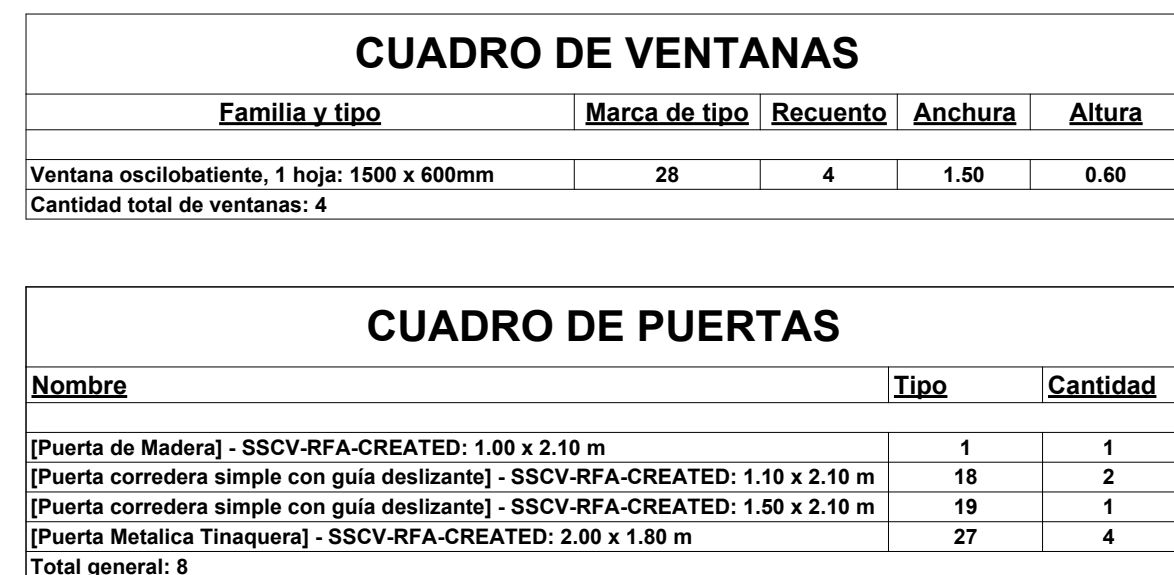 CUADRO DE VENTANAS
Familia y tipo Marca de tipo Recuento Anchura Altura
Ventana oscilobatiente, 1 hoja: 1500 x 600mm 28 4 1.50 0.60
Cantidad total de ventanas: 4
CUADRO DE PUERTAS
Nombre Tipo Cantidad
[Puerta de Madera] - SSCV-RFA-CREATED: 1.00 x 2.10 m 1 1
[Puerta corredera simple con guía deslizante] - SSCV-RFA-CREATED: 1.10 x 2.10 m 18 2
[Puerta corredera simple con guía deslizante] - SSCV-RFA-CREATED: 1.50 x 2.10 m 19 1
[Puerta Metalica Tinaquera] - SSCV-RFA-CREATED: 2.00 x 1.80 m 27 4
Total general: 8